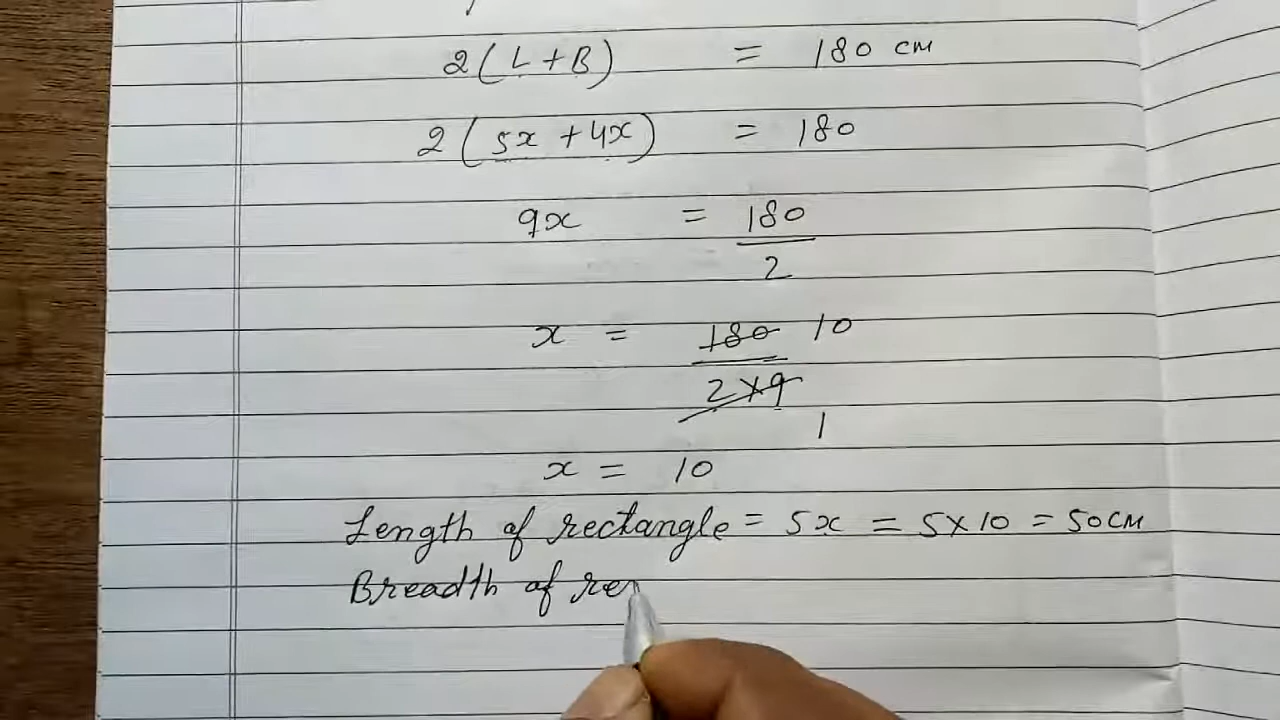 2(L+B) = 180 cm
2(5x+4x) = 180
9x = 180/2
x = 180/2×9 10 1
x = 10
Length of rectangle = 5x = 5×10 = 50cm
Breadth of rec